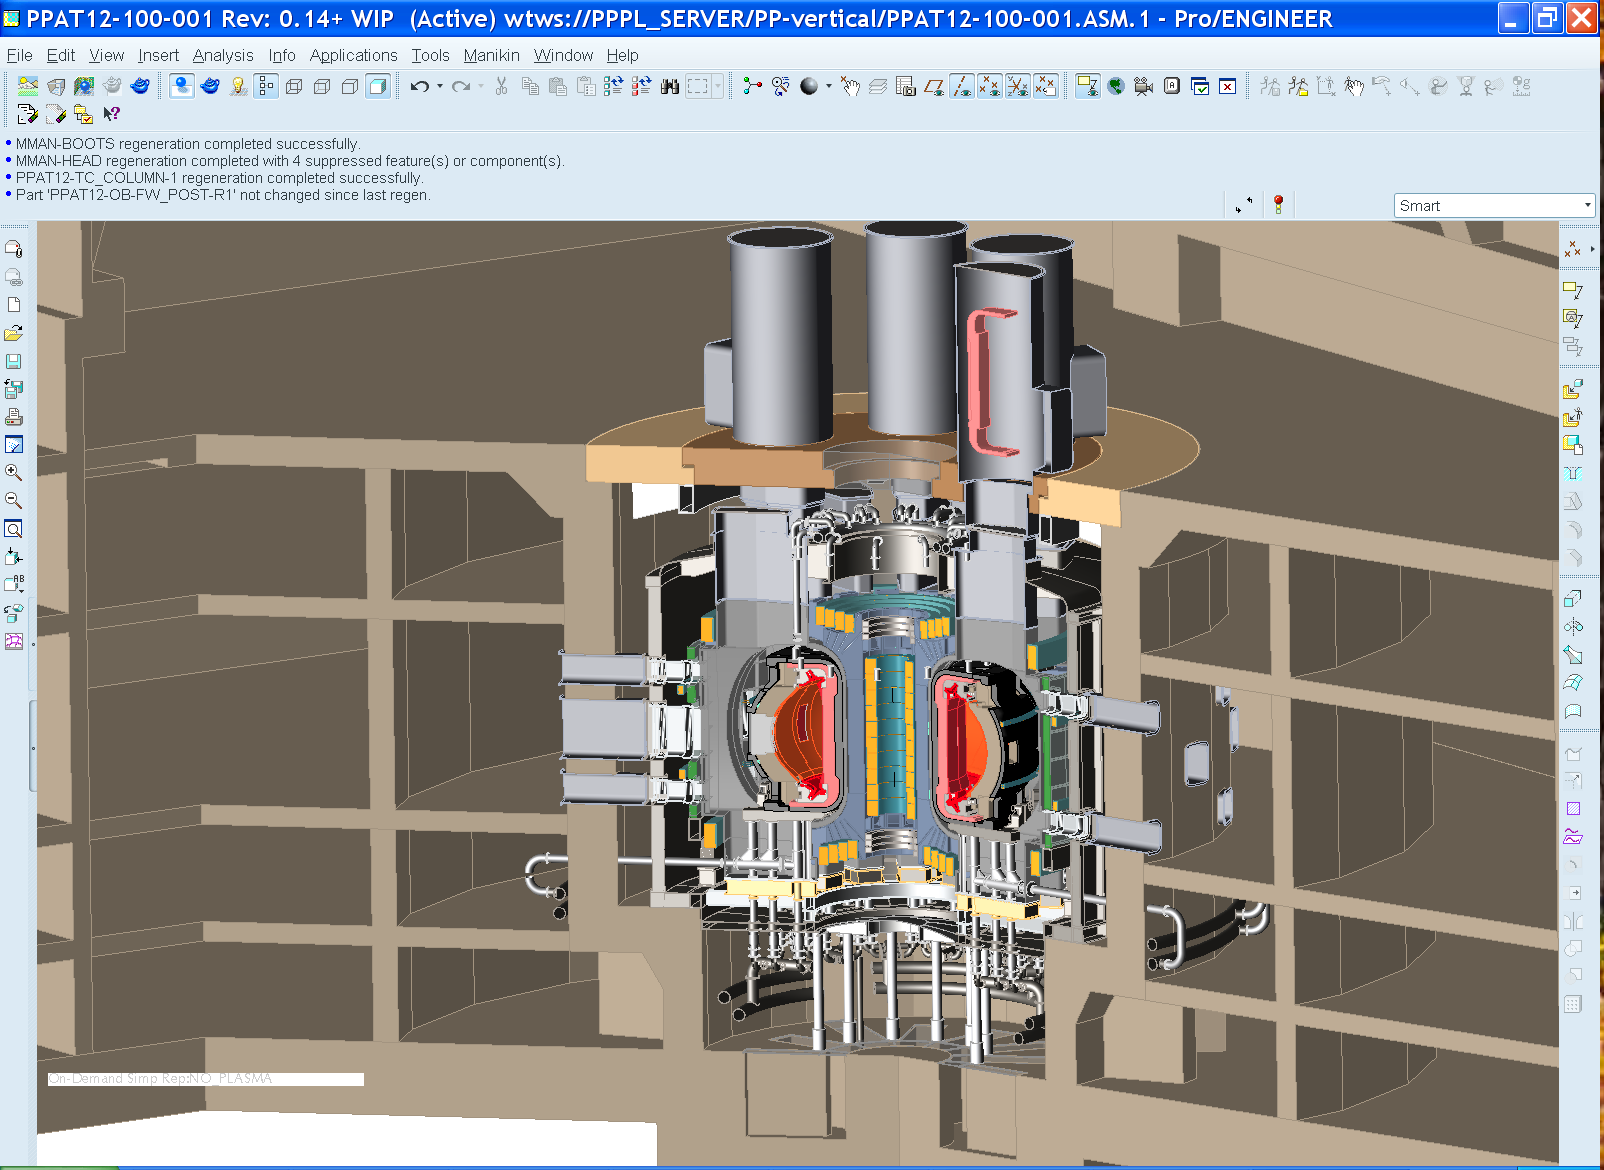 PPAT12-100-001 Rev: 0.14+ WIP (Active) wtws://PPPL_SERVER/PP-vertical/PPAT12-100-001.ASM.1 - Pro/ENGINEER
File Edit View Insert Analysis Info Applications Tools Manikin Window Help
• MMAN-BOOTS regeneration completed successfully.
• MMAN-HEAD regeneration completed with 4 suppressed feature(s) or component(s).
• PPAT12-TC_COLUMN-1 regeneration completed successfully.
• Part 'PPAT12-OB-FW_POST-R1' not changed since last regen.
Smart
AB
On-Demand Simp Rep:NO_PLASMA